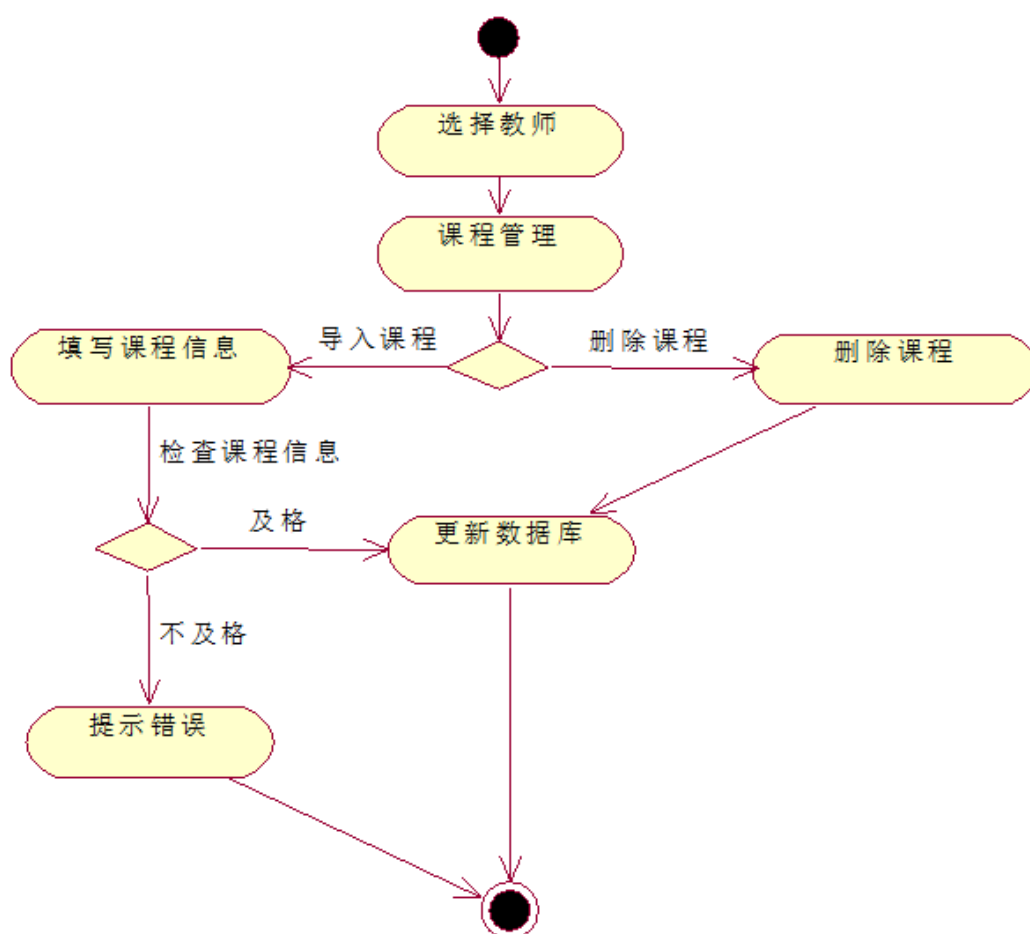 选择教师
课程管理
导入课程
删除课程
填写课程信息
删除课程
检查课程信息
及格
更新数据库
不及格
提示错误